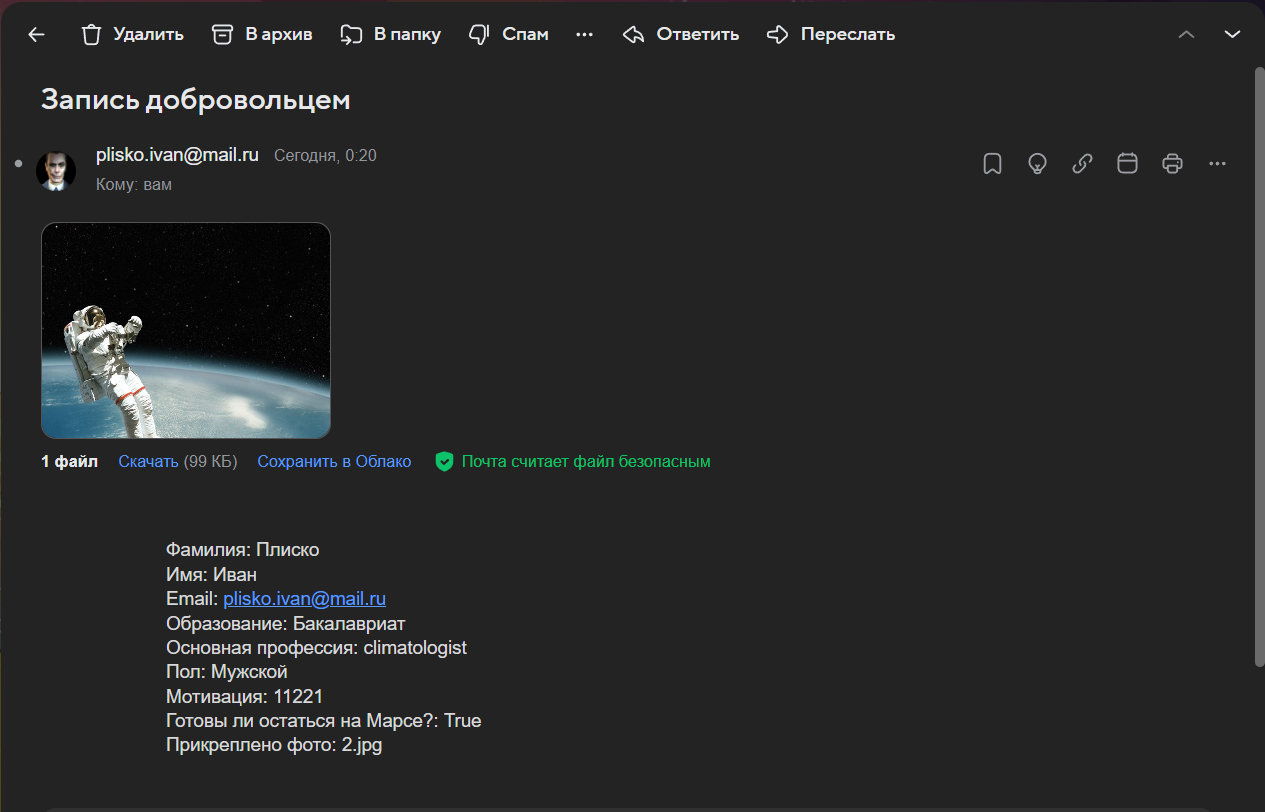 Удалить В архив В папку Спам Ответить Переслать
Запись добровольцем
plisko.ivan@mail.ru Сегодня, 0:20
Кому: вам
1 файл Скачать (99 КБ) Сохранить в Облако Почта считает файл безопасным
Фамилия: Плиско
Имя: Иван
Email: plisko.ivan@mail.ru
Образование: Бакалавриат
Основная профессия: climatologist
Пол: Мужской
Мотивация: 11221
Готовы ли остаться на Марсе?: True
Прикреплено фото: 2.jpg